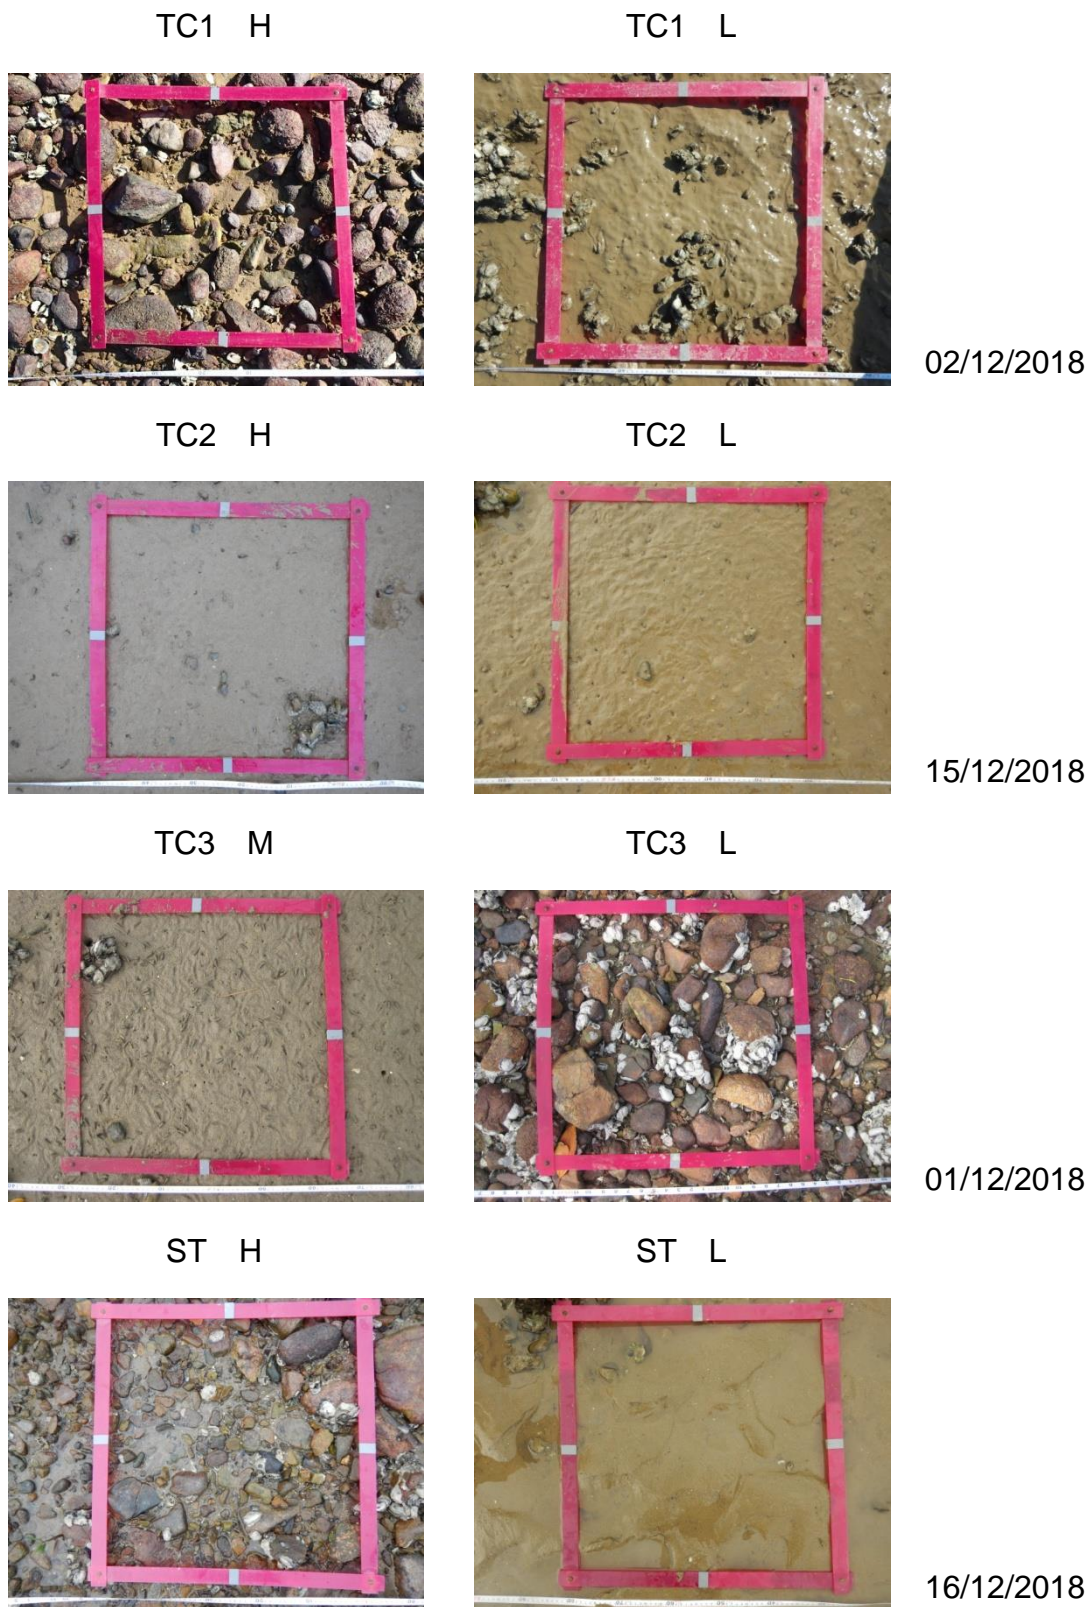 TC1 H
TC1 L
02/12/2018
TC2 H
TC2 L
15/12/2018
TC3 M
TC3 L
01/12/2018
ST H
ST L
16/12/2018